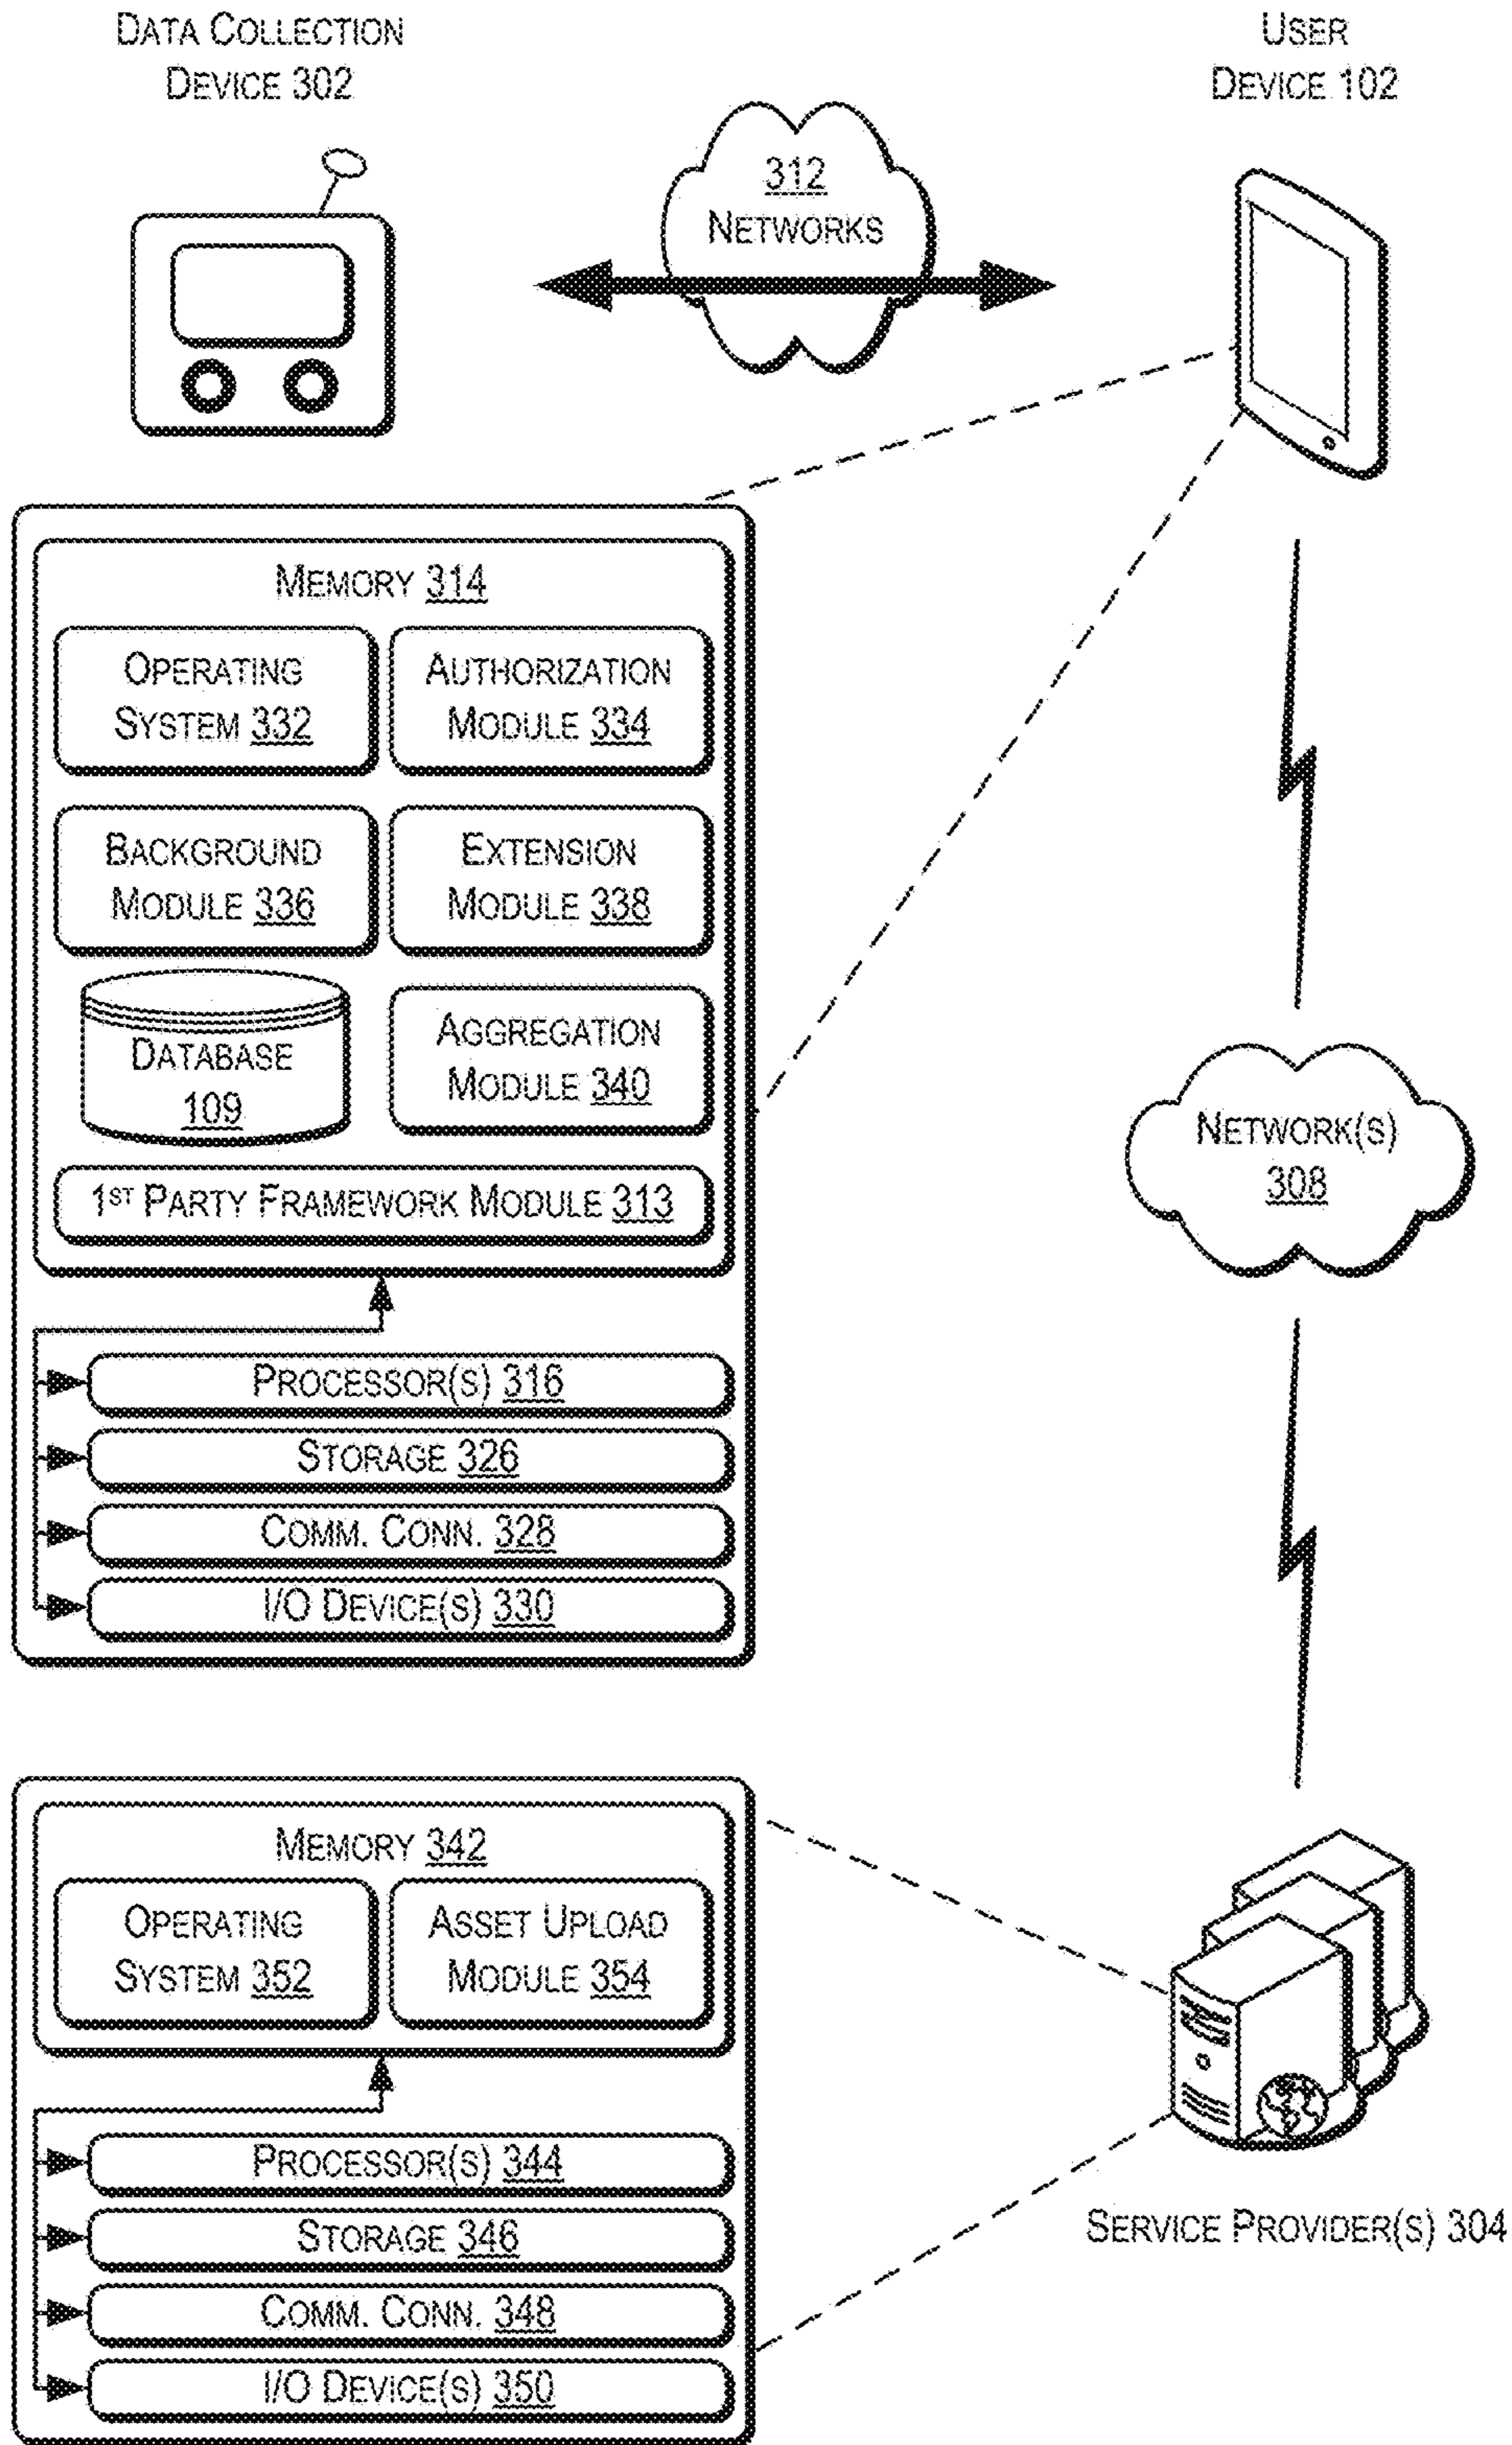 DATA COLLECTION
DEVICE 302
USER
DEVICE 102
312
NETWORKS
MEMORY 314
OPERATING
SYSTEM 332
AUTHORIZATION
MODULE 334
BACKGROUND
MODULE 336
EXTENSION
MODULE 338
DATABASE
109
AGGREGATION
MODULE 340
1ST PARTY FRAMEWORK MODULE 313
PROCESSOR(S) 316
STORAGE 326
COMM. CONN. 328
I/O DEVICE(S) 330
NETWORK(S)
308
MEMORY 342
OPERATING
SYSTEM 352
ASSET UPLOAD
MODULE 354
PROCESSOR(S) 344
STORAGE 346
COMM. CONN. 348
I/O DEVICE(S) 350
SERVICE PROVIDER(S) 304